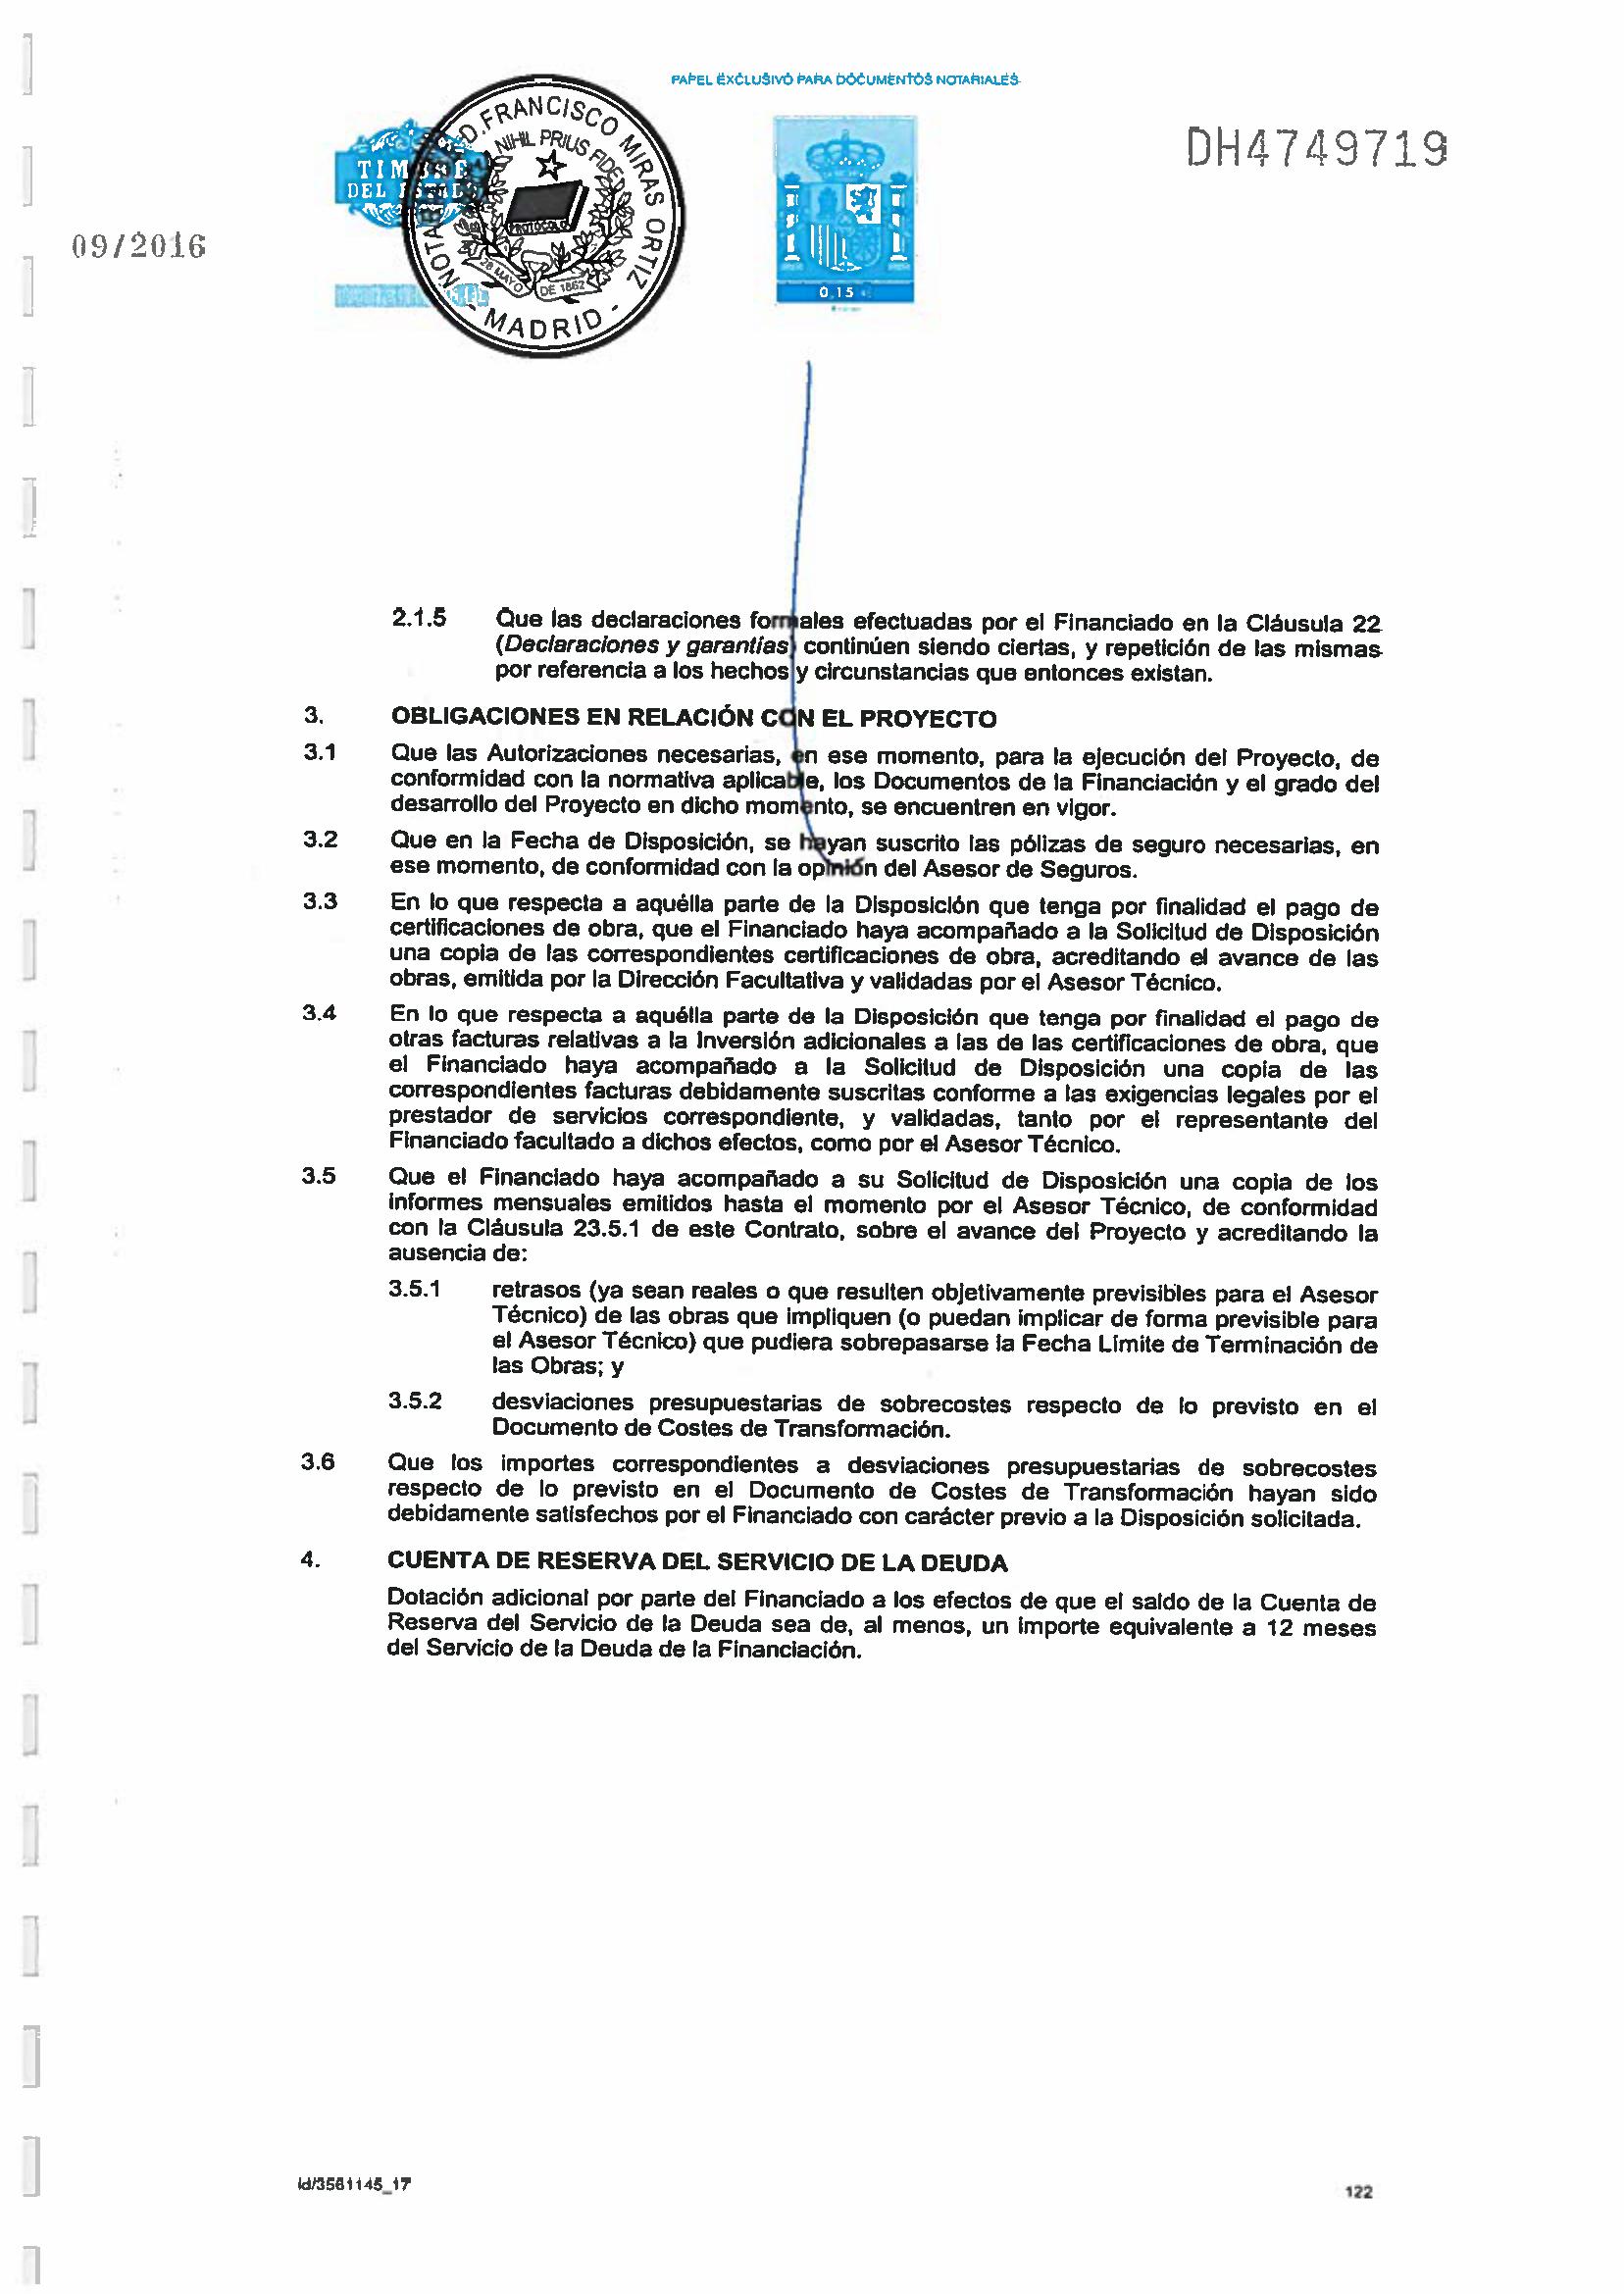 PAPEL EXCLUSIVO PARA DOCUMENTOS NOTARIALES
D. FRANCISCO MIRAS ORTIZ
NIHIL PRIUS FIDE
PROTOCOLO
28 MAYO DE 1862
- MADRID -
TIMBRE
DEL ESTADO
0,15
DH4749719
09/2016
2.1.5 Que las declaraciones formales efectuadas por el Financiado en la Cláusula 22
(Declaraciones y garantías) continúen siendo ciertas, y repetición de las mismas
por referencia a los hechos y circunstancias que entonces existan.
3. OBLIGACIONES EN RELACIÓN CON EL PROYECTO
3.1 Que las Autorizaciones necesarias, en ese momento, para la ejecución del Proyecto, de
conformidad con la normativa aplicable, los Documentos de la Financiación y el grado del
desarrollo del Proyecto en dicho momento, se encuentren en vigor.
3.2 Que en la Fecha de Disposición, se hayan suscrito las pólizas de seguro necesarias, en
ese momento, de conformidad con la opinión del Asesor de Seguros.
3.3 En lo que respecta a aquélla parte de la Disposición que tenga por finalidad el pago de
certificaciones de obra, que el Financiado haya acompañado a la Solicitud de Disposición
una copia de las correspondientes certificaciones de obra, acreditando el avance de las
obras, emitida por la Dirección Facultativa y validadas por el Asesor Técnico.
3.4 En lo que respecta a aquélla parte de la Disposición que tenga por finalidad el pago de
otras facturas relativas a la Inversión adicionales a las de las certificaciones de obra, que
el Financiado haya acompañado a la Solicitud de Disposición una copia de las
correspondientes facturas debidamente suscritas conforme a las exigencias legales por el
prestador de servicios correspondiente, y validadas, tanto por el representante del
Financiado facultado a dichos efectos, como por el Asesor Técnico.
3.5 Que el Financiado haya acompañado a su Solicitud de Disposición una copia de los
informes mensuales emitidos hasta el momento por el Asesor Técnico, de conformidad
con la Cláusula 23.5.1 de este Contrato, sobre el avance del Proyecto y acreditando la
ausencia de:
3.5.1 retrasos (ya sean reales o que resulten objetivamente previsibles para el Asesor
Técnico) de las obras que impliquen (o puedan implicar de forma previsible para
el Asesor Técnico) que pudiera sobrepasarse la Fecha Límite de Terminación de
las Obras; y
3.5.2 desviaciones presupuestarias de sobrecostes respecto de lo previsto en el
Documento de Costes de Transformación.
3.6 Que los importes correspondientes a desviaciones presupuestarias de sobrecostes
respecto de lo previsto en el Documento de Costes de Transformación hayan sido
debidamente satisfechos por el Financiado con carácter previo a la Disposición solicitada.
4. CUENTA DE RESERVA DEL SERVICIO DE LA DEUDA
Dotación adicional por parte del Financiado a los efectos de que el saldo de la Cuenta de
Reserva del Servicio de la Deuda sea de, al menos, un importe equivalente a 12 meses
del Servicio de la Deuda de la Financiación.
id/3561145_17
122